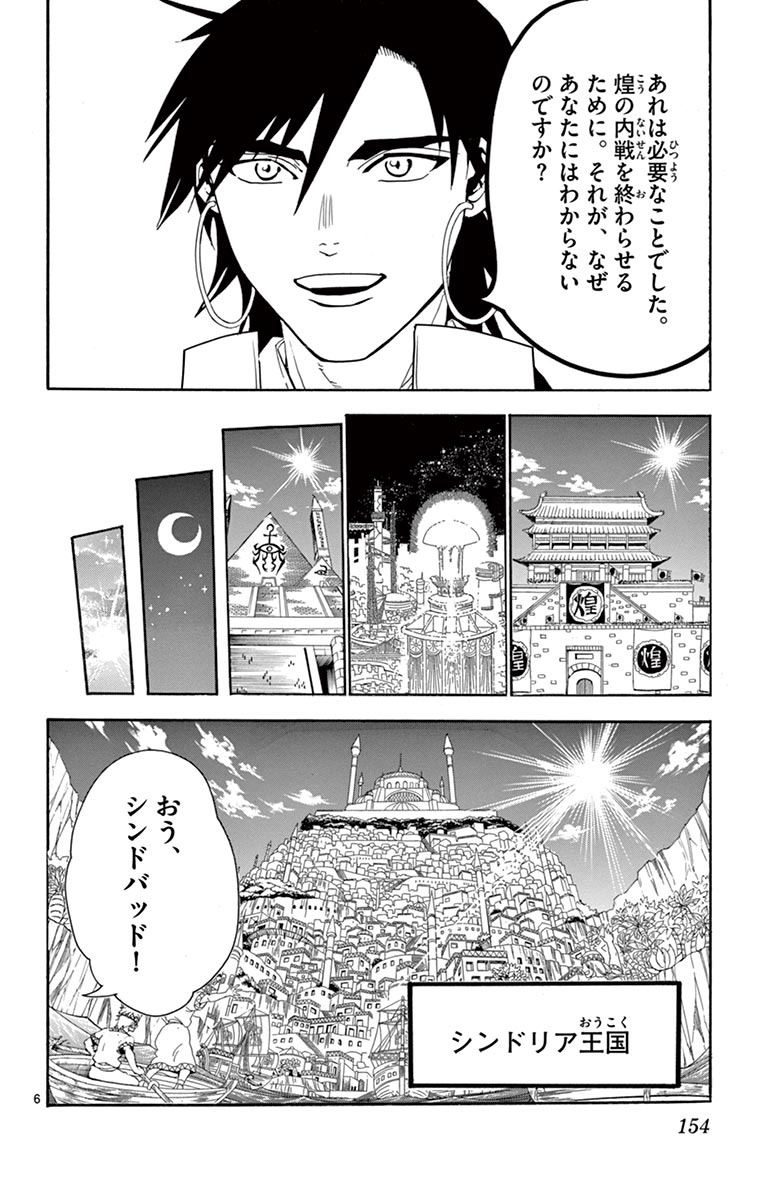 あれは必要なことでした。
煌の内戦を終わらせる
ために。それが、なぜ
あなたにはわからない
のですか？
煌
煌
おう、
シンドバッド！
シンドリア王国
6
154